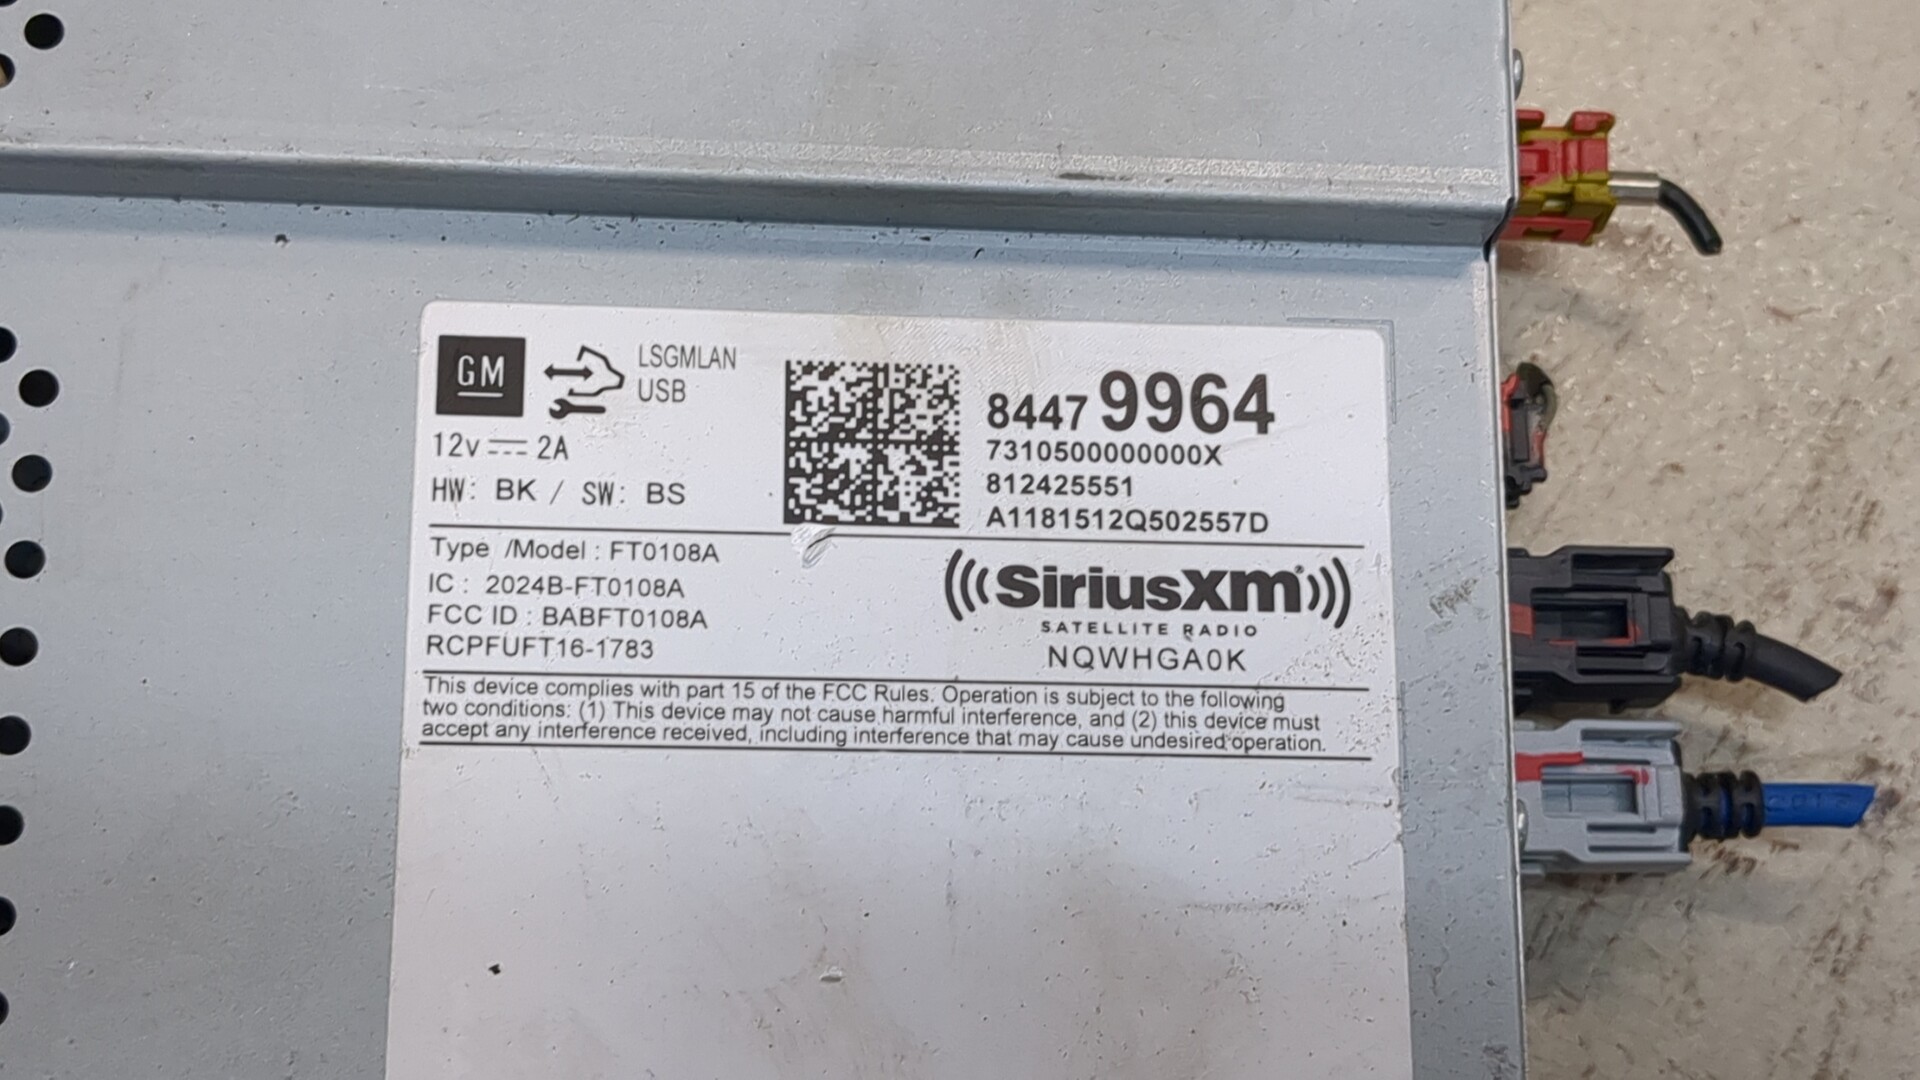 GM
LSGMLAN
USB
12v 2A
HW: BK / SW: BS
84479964
7310500000000X
812425551
A1181512Q502557D
Type /Model : FT0108A
IC : 2024B-FT0108A
FCC ID : BABFT0108A
RCPFUFT16-1783
SiriusXM
SATELLITE RADIO
NQWHGA0K
This device complies with part 15 of the FCC Rules. Operation is subject to the following
two conditions: (1) This device may not cause harmful interference, and (2) this device must
accept any interference received, including interference that may cause undesired operation.